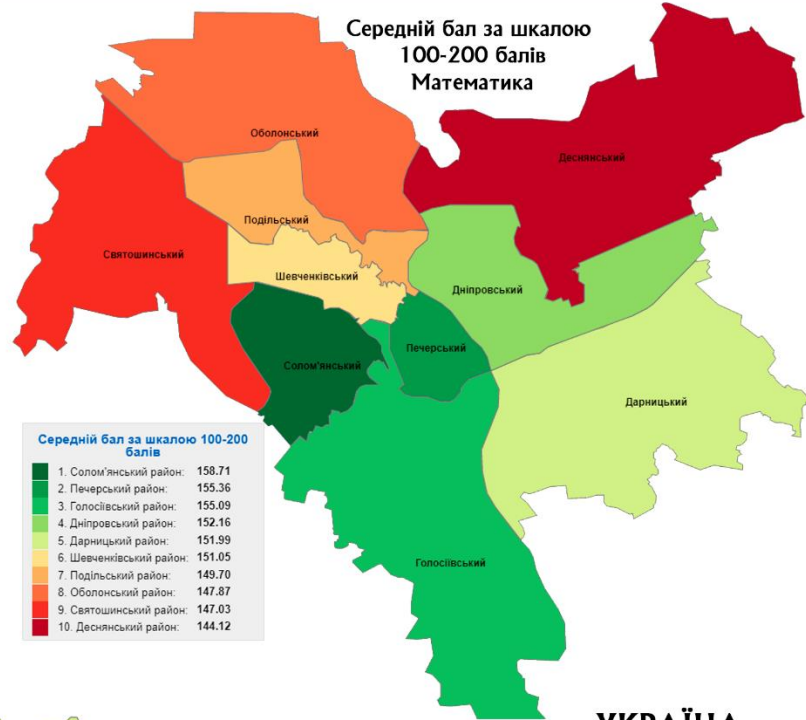 Середній бал за шкалою
100-200 балів
Математика
Оболонський
Деснянський
Подільський
Святошинський
Шевченківський
Дніпровський
Печерський
Солом'янський
Дарницький
Голосіївський
Середній бал за шкалою 100-200
балів
1. Солом'янський район: 158.71
2. Печерський район: 155.36
3. Голосіївський район: 155.09
4. Дніпровський район: 152.16
5. Дарницький район: 151.99
6. Шевченківський район: 151.05
7. Подільський район: 149.70
8. Оболонський район: 147.87
9. Святошинський район: 147.03
10. Деснянський район: 144.12
УКРАЇНА